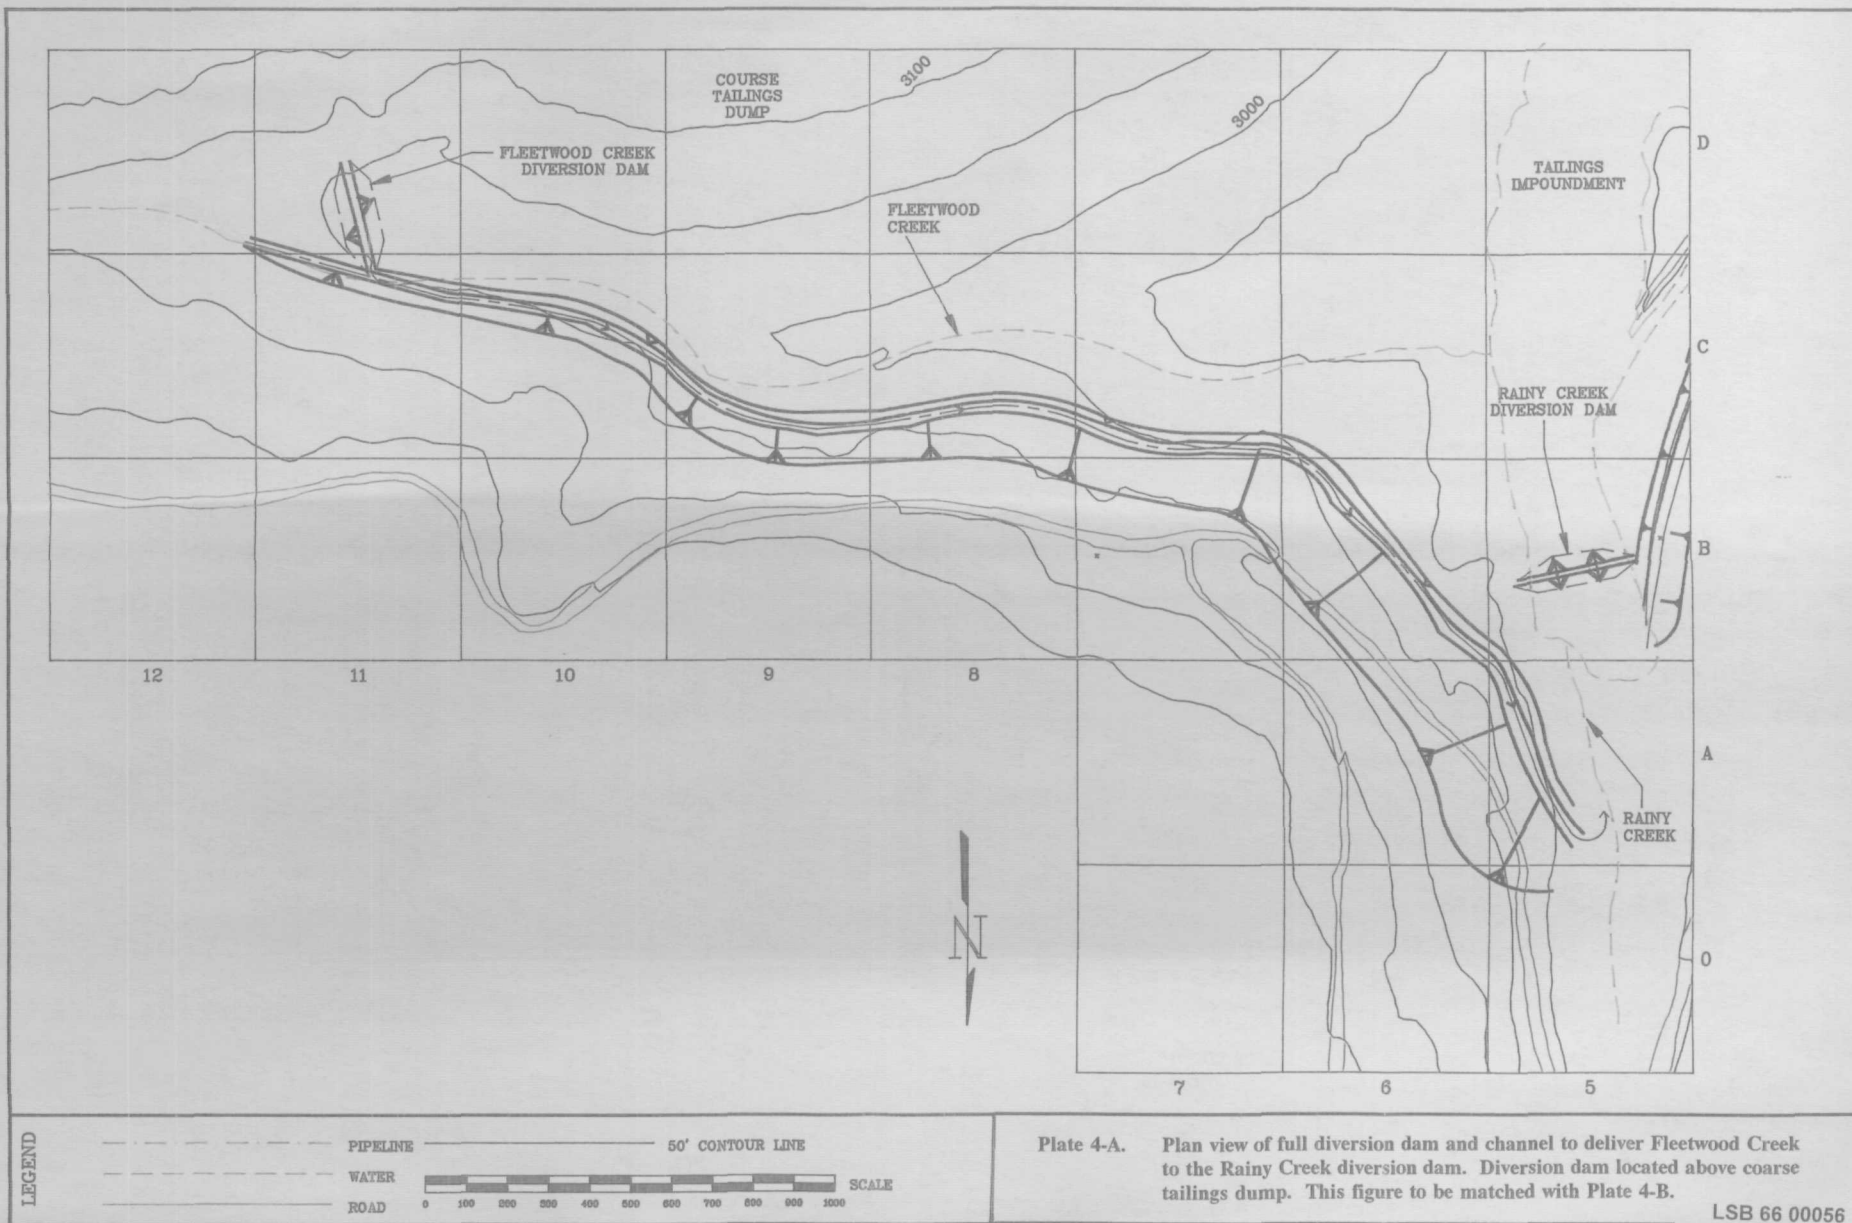 COURSE
TAILINGS
DUMP
3100
3000
FLEETWOOD CREEK
DIVERSION DAM
FLEETWOOD
CREEK
TAILINGS
IMPOUNDMENT
D
C
RAINY CREEK
DIVERSION DAM
B
12
11
10
9
8
A
RAINY
CREEK
N
0
7
6
5
LEGEND
PIPELINE
50' CONTOUR LINE
WATER
SCALE
ROAD
0 100 200 300 400 500 600 700 800 900 1000
Plate 4-A. Plan view of full diversion dam and channel to deliver Fleetwood Creek
to the Rainy Creek diversion dam. Diversion dam located above coarse
tailings dump. This figure to be matched with Plate 4-B.
LSB 66 00056